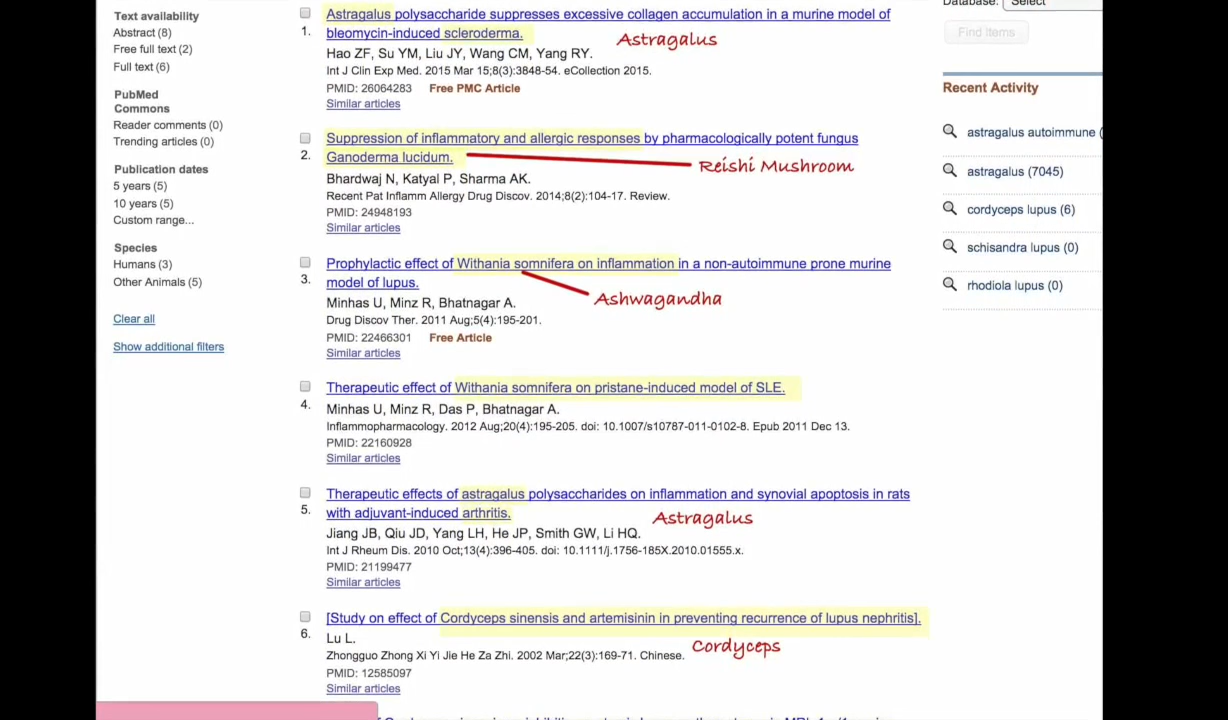 Text availability
Abstract (8)
Free full text (2)
Full text (6)
PubMed
Commons
Reader comments (0)
Trending articles (0)
Publication dates
5 years (5)
10 years (5)
Custom range...
Species
Humans (3)
Other Animals (5)
Clear all
Show additional filters
1. Astragalus polysaccharide suppresses excessive collagen accumulation in a murine model of
bleomycin-induced scleroderma.
Astragalus
Hao ZF, Su YM, Liu JY, Wang CM, Yang RY.
Int J Clin Exp Med. 2015 Mar 15;8(3):3848-54. eCollection 2015.
PMID: 26064283 Free PMC Article
Similar articles
2. Suppression of inflammatory and allergic responses by pharmacologically potent fungus
Ganoderma lucidum.
Reishi Mushroom
Bhardwaj N, Katyal P, Sharma AK.
Recent Pat Inflamm Allergy Drug Discov. 2014;8(2):104-17. Review.
PMID: 24948193
Similar articles
3. Prophylactic effect of Withania somnifera on inflammation in a non-autoimmune prone murine
model of lupus.
Ashwagandha
Minhas U, Minz R, Bhatnagar A.
Drug Discov Ther. 2011 Aug;5(4):195-201.
PMID: 22466301 Free Article
Similar articles
4. Therapeutic effect of Withania somnifera on pristane-induced model of SLE.
Minhas U, Minz R, Das P, Bhatnagar A.
Inflammopharmacology. 2012 Aug;20(4):195-205. doi: 10.1007/s10787-011-0102-8. Epub 2011 Dec 13.
PMID: 22160928
Similar articles
5. Therapeutic effects of astragalus polysaccharides on inflammation and synovial apoptosis in rats
with adjuvant-induced arthritis.
Astragalus
Jiang JB, Qiu JD, Yang LH, He JP, Smith GW, Li HQ.
Int J Rheum Dis. 2010 Oct;13(4):396-405. doi: 10.1111/j.1756-185X.2010.01555.x.
PMID: 21199477
Similar articles
6. [Study on effect of Cordyceps sinensis and artemisinin in preventing recurrence of lupus nephritis].
Cordyceps
Lu L.
Zhongguo Zhong Xi Yi Jie He Za Zhi. 2002 Mar;22(3):169-71. Chinese.
PMID: 12585097
Similar articles
Database: Select
Find items
Recent Activity
astragalus autoimmune (
astragalus (7045)
cordyceps lupus (6)
schisandra lupus (0)
rhodiola lupus (0)